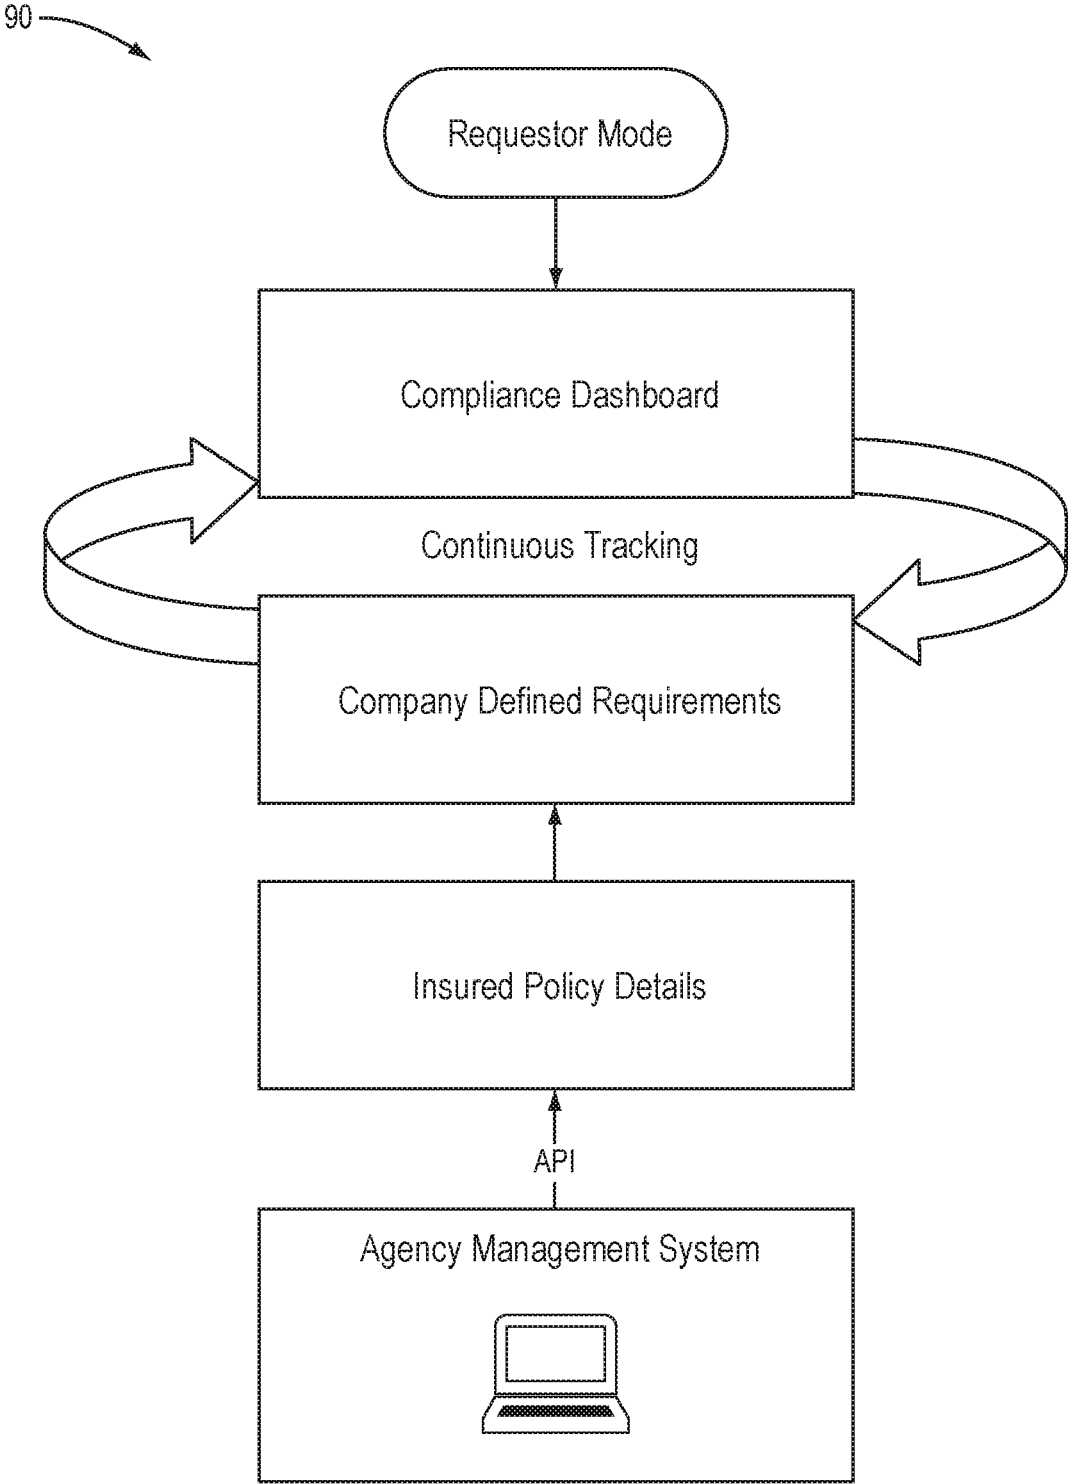 90
Requestor Mode
Compliance Dashboard
Continuous Tracking
Company Defined Requirements
Insured Policy Details
API
Agency Management System